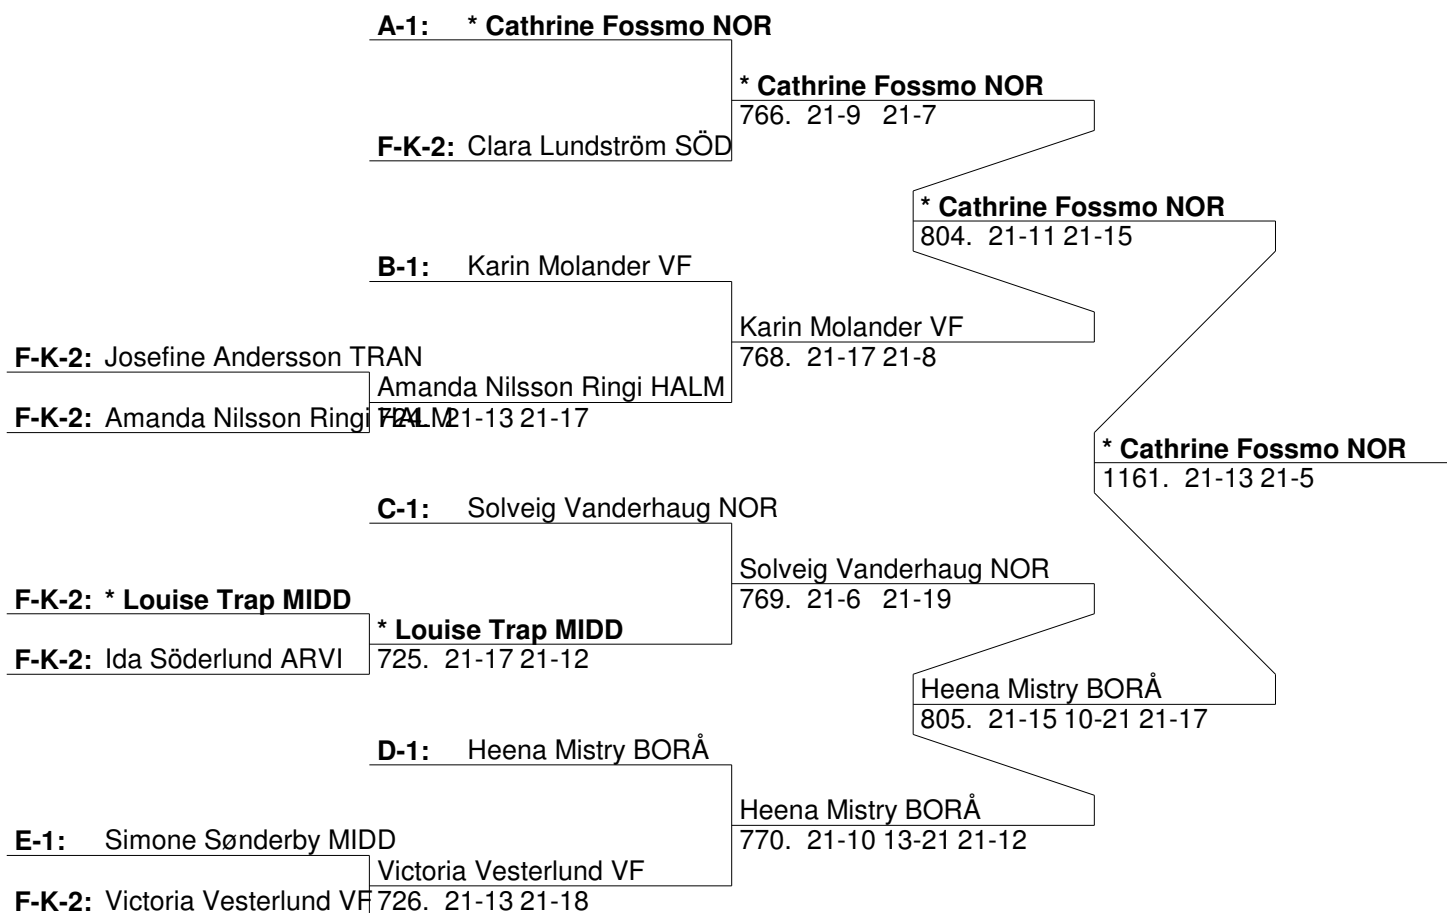 A-1: * Cathrine Fossmo NOR
* Cathrine Fossmo NOR
766. 21-9 21-7
F-K-2: Clara Lundström SÖD
* Cathrine Fossmo NOR
804. 21-11 21-15
B-1: Karin Molander VF
Karin Molander VF
768. 21-17 21-8
F-K-2: Josefine Andersson TRAN
Amanda Nilsson Ringi HALM
F-K-2: Amanda Nilsson Ringi HALM
724. 21-13 21-17
* Cathrine Fossmo NOR
1161. 21-13 21-5
C-1: Solveig Vanderhaug NOR
Solveig Vanderhaug NOR
769. 21-6 21-19
F-K-2: * Louise Trap MIDD
* Louise Trap MIDD
F-K-2: Ida Söderlund ARVI
725. 21-17 21-12
Heena Mistry BORÅ
805. 21-15 10-21 21-17
D-1: Heena Mistry BORÅ
Heena Mistry BORÅ
770. 21-10 13-21 21-12
E-1: Simone Sønderby MIDD
Victoria Vesterlund VF
F-K-2: Victoria Vesterlund VF
726. 21-13 21-18